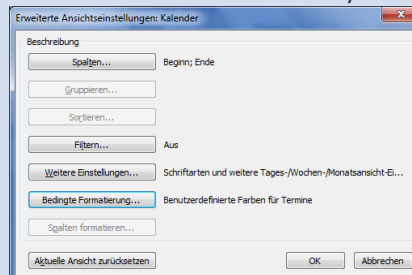 Erweiterte Ansichtseinstellungen: Kalender
Beschreibung
Spalten... Beginn; Ende
Gruppieren...
Sortieren...
Filtern... Aus
Weitere Einstellungen... Schriftarten und weitere Tages-/Wochen-/Monatsansicht-Ei...
Bedingte Formatierung... Benutzerdefinierte Farben für Termine
Spalten formatieren...
Aktuelle Ansicht zurücksetzen OK Abbrechen